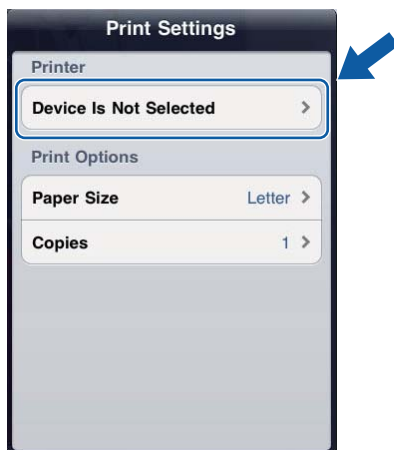 Print Settings
Printer
Device Is Not Selected
Print Options
Paper Size Letter
Copies 1